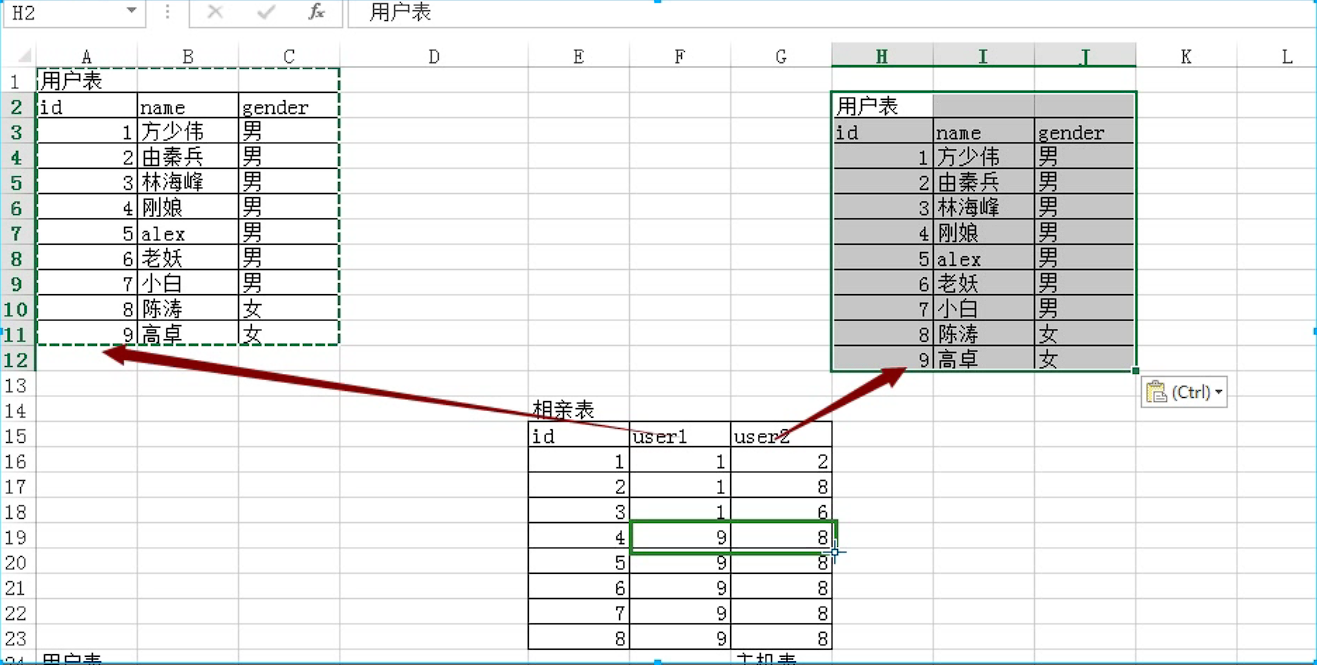 H2 fx 用户表
A B C D E F G H I J K L
1 用户表
2 id name gender 用户表
3 1 方少伟 男 id name gender
4 2 由秦兵 男 1 方少伟 男
5 3 林海峰 男 2 由秦兵 男
6 4 刚娘 男 3 林海峰 男
7 5 alex 男 4 刚娘 男
8 6 老妖 男 5 alex 男
9 7 小白 男 6 老妖 男
10 8 陈涛 女 7 小白 男
11 9 高卓 女 8 陈涛 女
12 9 高卓 女
13 (Ctrl)
14 相亲表
15 id user1 user2
16 1 1 2
17 2 1 8
18 3 1 6
19 4 9 8
20 5 9 8
21 6 9 8
22 7 9 8
23 8 9 8
24 用户表 主机表